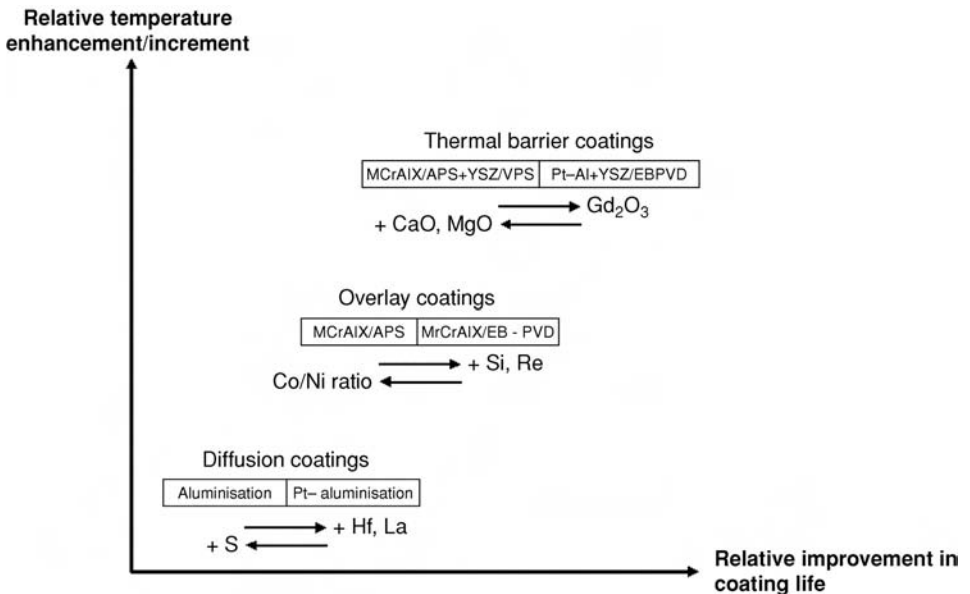 Relative temperature
enhancement/increment
Thermal barrier coatings
MCrAlX/APS+YSZ/VPS Pt–Al+YSZ/EBPVD
Gd₂O₃
+ CaO, MgO
Overlay coatings
MCrAlX/APS MrCrAlX/EB - PVD
+ Si, Re
Co/Ni ratio
Diffusion coatings
Aluminisation Pt– aluminisation
+ Hf, La
+ S
Relative improvement in
coating life